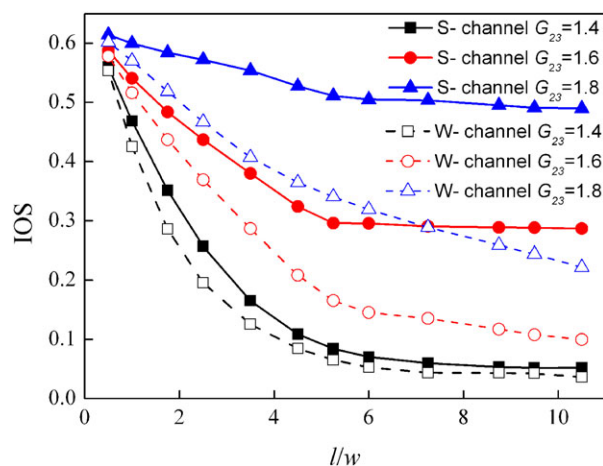 0.6
0.5
0.4
0.3
0.2
0.1
0.0
IOS
S- channel G23=1.4
S- channel G23=1.6
S- channel G23=1.8
W- channel G23=1.4
W- channel G23=1.6
W- channel G23=1.8
0 2 4 6 8 10
l/w